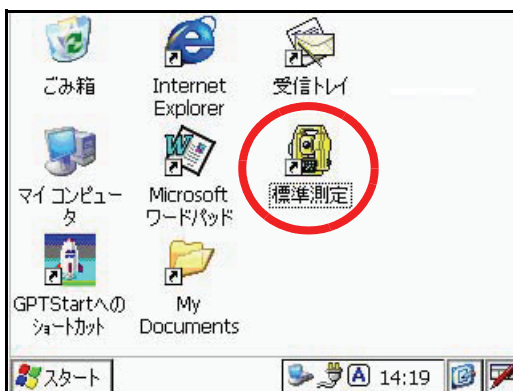 ごみ箱
Internet
Explorer
受信トレイ
マイ コンピュー
タ
Microsoft
ワードパッド
標準測定
GPTStartへの
ショートカット
My
Documents
スタート
A
14:19